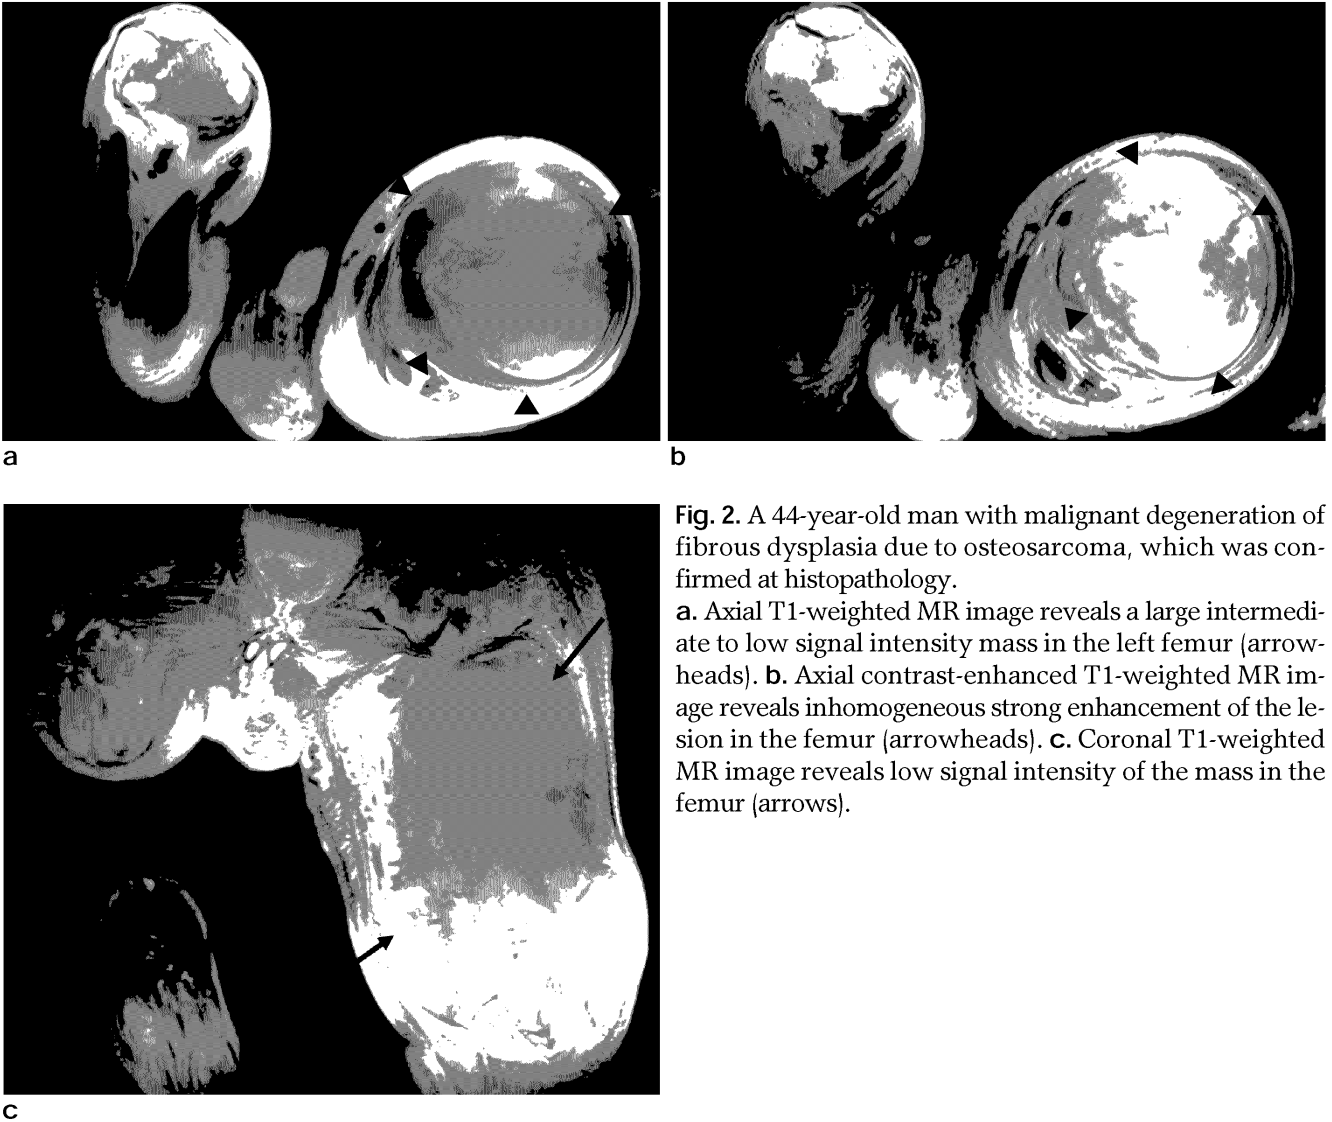 a
b
Fig. 2. A 44-year-old man with malignant degeneration of
fibrous dysplasia due to osteosarcoma, which was con-
firmed at histopathology.
a. Axial T1-weighted MR image reveals a large intermedi-
ate to low signal intensity mass in the left femur (arrow-
heads). b. Axial contrast-enhanced T1-weighted MR im-
age reveals inhomogeneous strong enhancement of the le-
sion in the femur (arrowheads). c. Coronal T1-weighted
MR image reveals low signal intensity of the mass in the
femur (arrows).
c